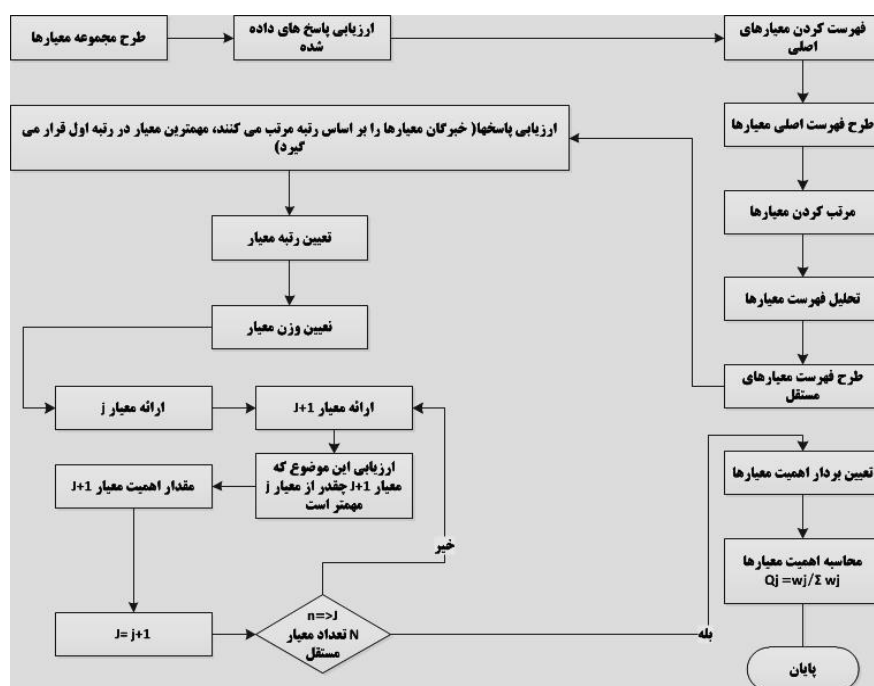 طرح مجموعه معیارها
ارزیابی پاسخ های داده
شده
فهرست کردن معیارهای
اصلی
طرح فهرست اصلی معیارها
مرتب کردن معیارها
تحلیل فهرست معیارها
طرح فهرست معیارهای
مستقل
ارزیابی پاسخها( خبرگان معیارها را بر اساس رتبه مرتب می کنند، مهمترین معیار در رتبه اول قرار می
گیرد)
تعیین رتبه معیار
تعیین وزن معیار
ارائه معیار j
ارائه معیار J+1
ارزیابی این موضوع که
معیار J+1 چقدر از معیار j
مهمتر است
مقدار اهمیت معیار J+1
J= j+1
n=>J
N تعداد معیار
مستقل
خیر
بله
تعیین بردار اهمیت معیارها
محاسبه اهمیت معیارها
Qj =wj/Σ wj
پایان